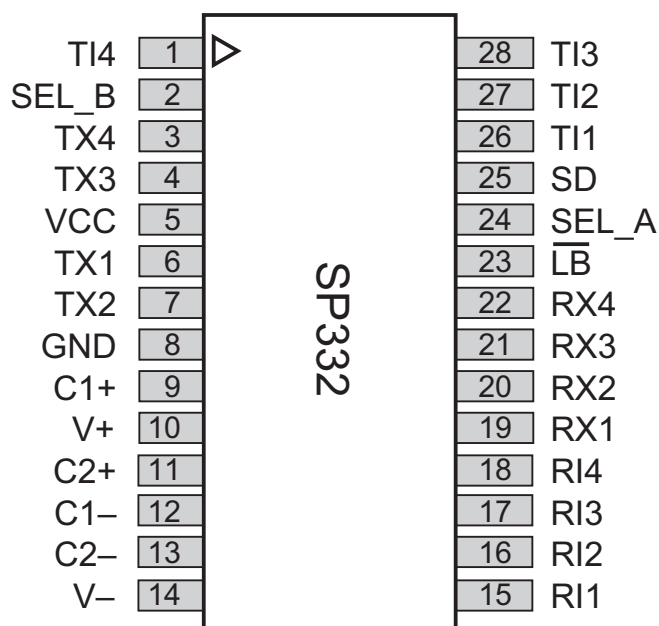 TI4 1 28 TI3
SEL_B 2 27 TI2
TX4 3 26 TI1
TX3 4 25 SD
VCC 5 24 SEL_A
TX1 6 23 L̅B̅
TX2 7 22 RX4
GND 8 21 RX3
C1+ 9 20 RX2
V+ 10 19 RX1
C2+ 11 18 RI4
C1– 12 17 RI3
C2– 13 16 RI2
V– 14 15 RI1
SP332